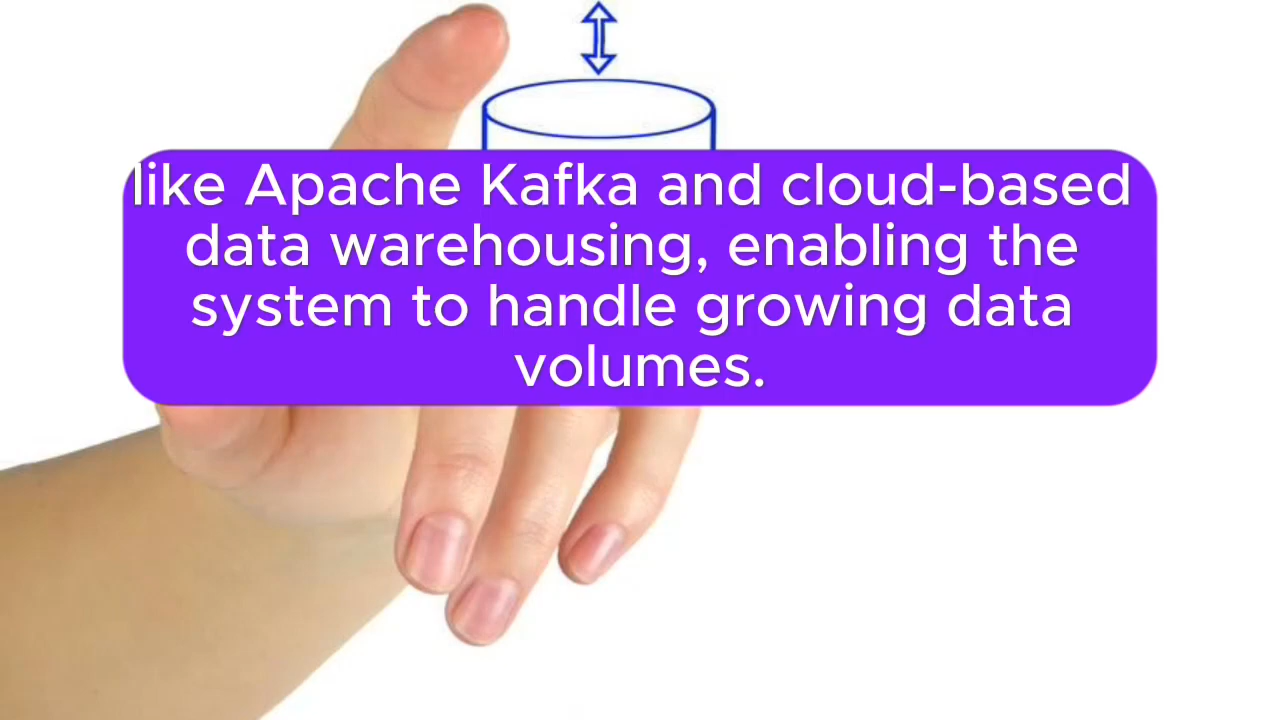 like Apache Kafka and cloud-based
data warehousing, enabling the
system to handle growing data
volumes.